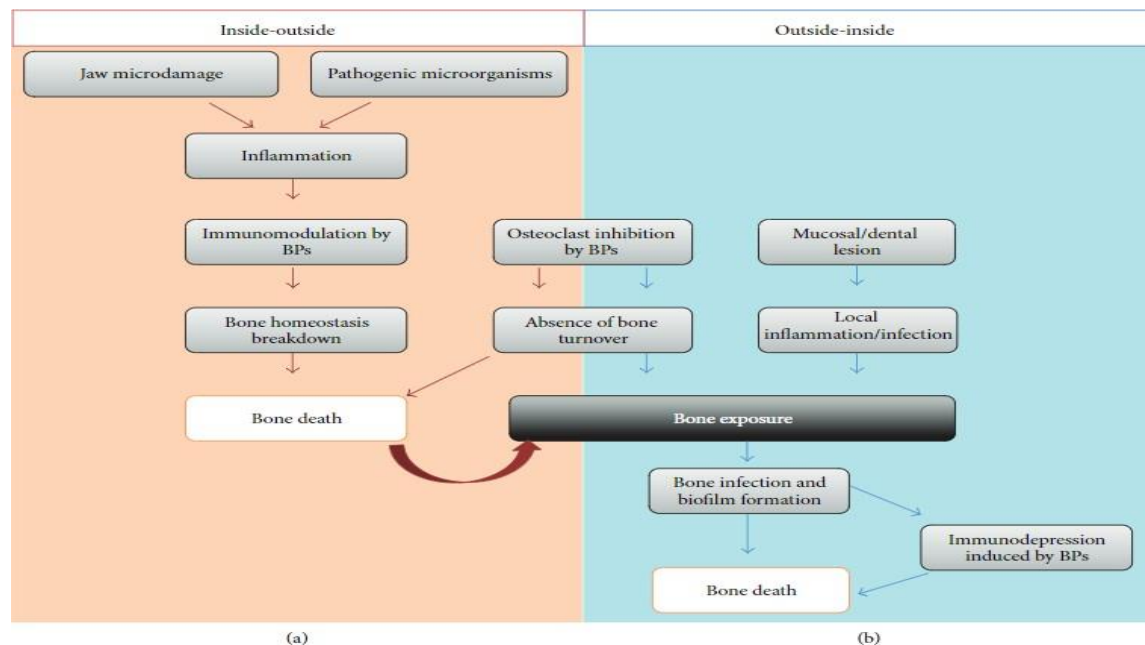 Inside-outside
Outside-inside
Jaw microdamage
Pathogenic microorganisms
Inflammation
Immunomodulation by
BPs
Osteoclast inhibition
by BPs
Mucosal/dental
lesion
Bone homeostasis
breakdown
Absence of bone
turnover
Local
inflammation/infection
Bone death
Bone exposure
Bone infection and
biofilm formation
Immunodepression
induced by BPs
Bone death
(a)
(b)